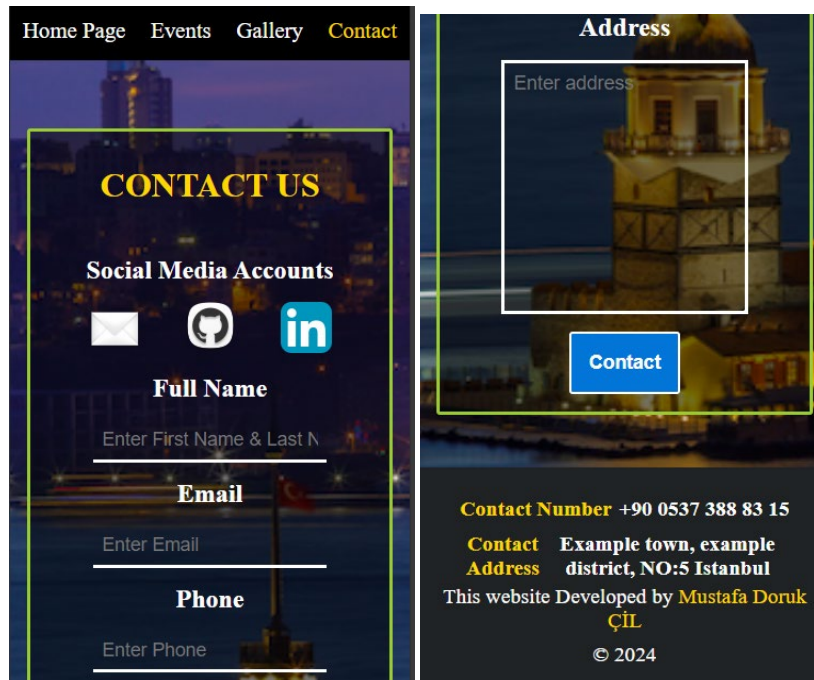 Home Page Events Gallery Contact
CONTACT US
Social Media Accounts
in
Full Name
Enter First Name & Last N
Email
Enter Email
Phone
Enter Phone
Address
Enter address
Contact
Contact Number +90 0537 388 83 15
Contact Address Example town, example
district, NO:5 Istanbul
This website Developed by Mustafa Doruk
ÇİL
© 2024